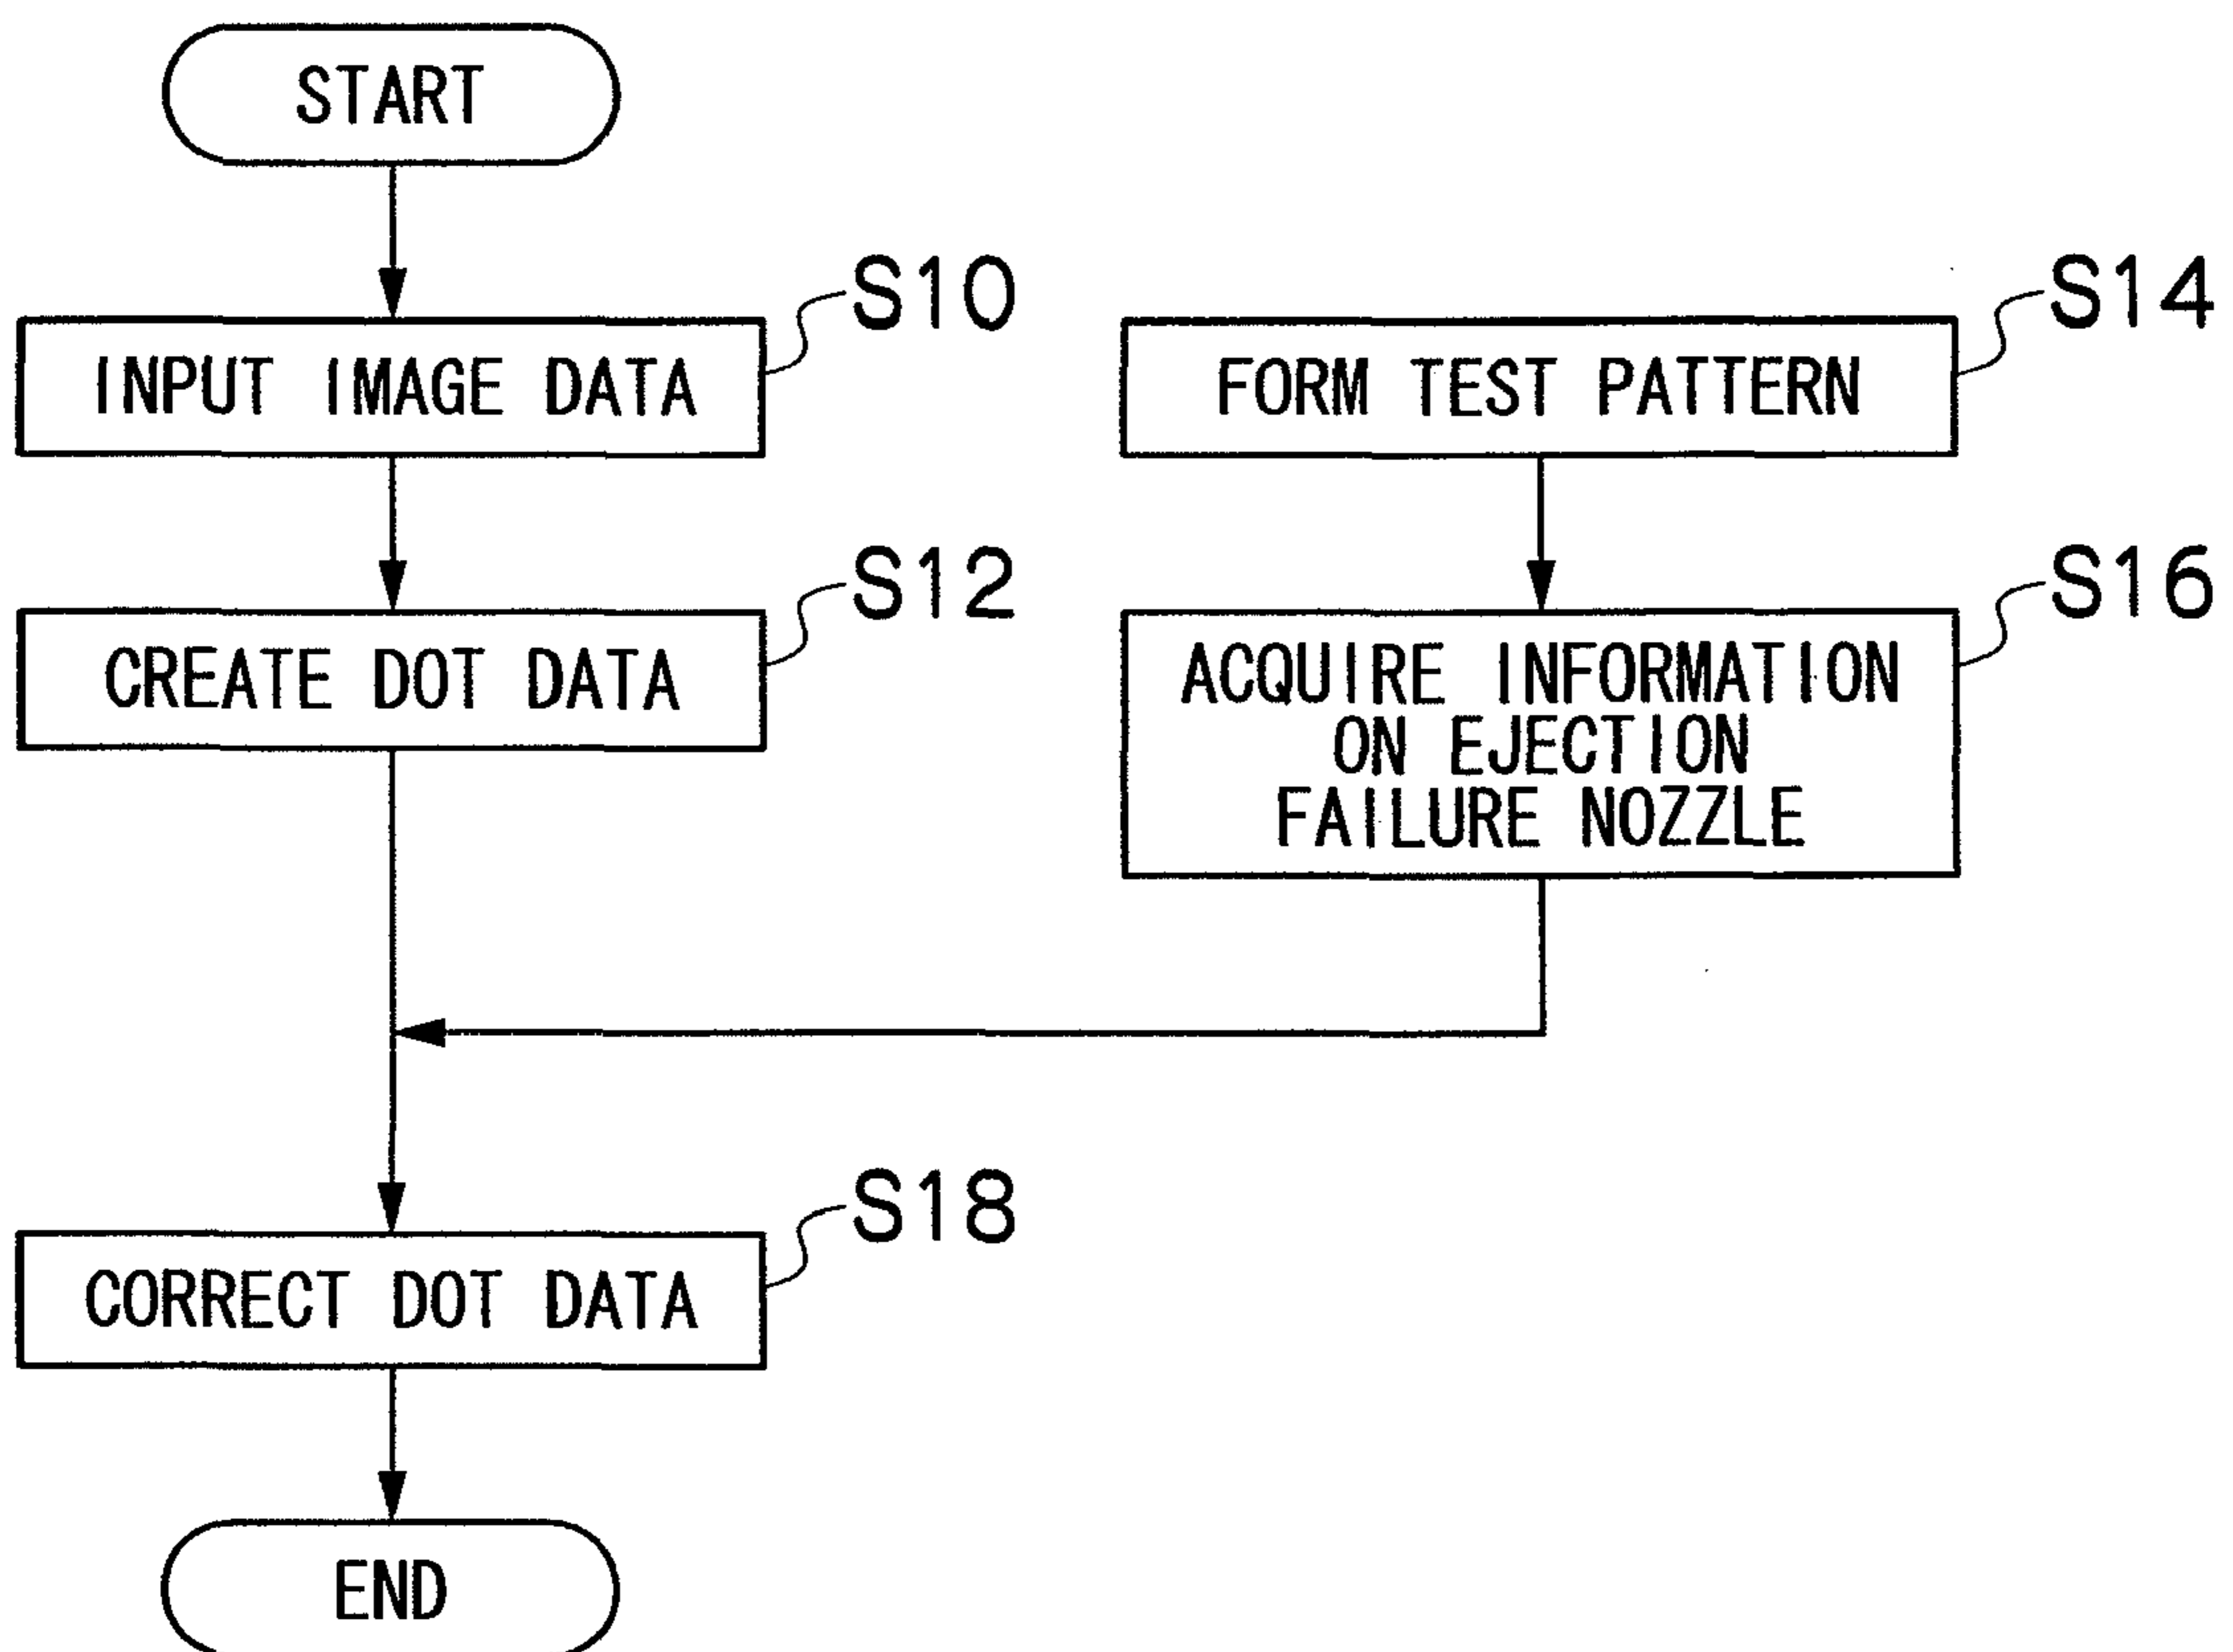 START
S10
INPUT IMAGE DATA
S14
FORM TEST PATTERN
S12
CREATE DOT DATA
S16
ACQUIRE INFORMATION
ON EJECTION
FAILURE NOZZLE
S18
CORRECT DOT DATA
END